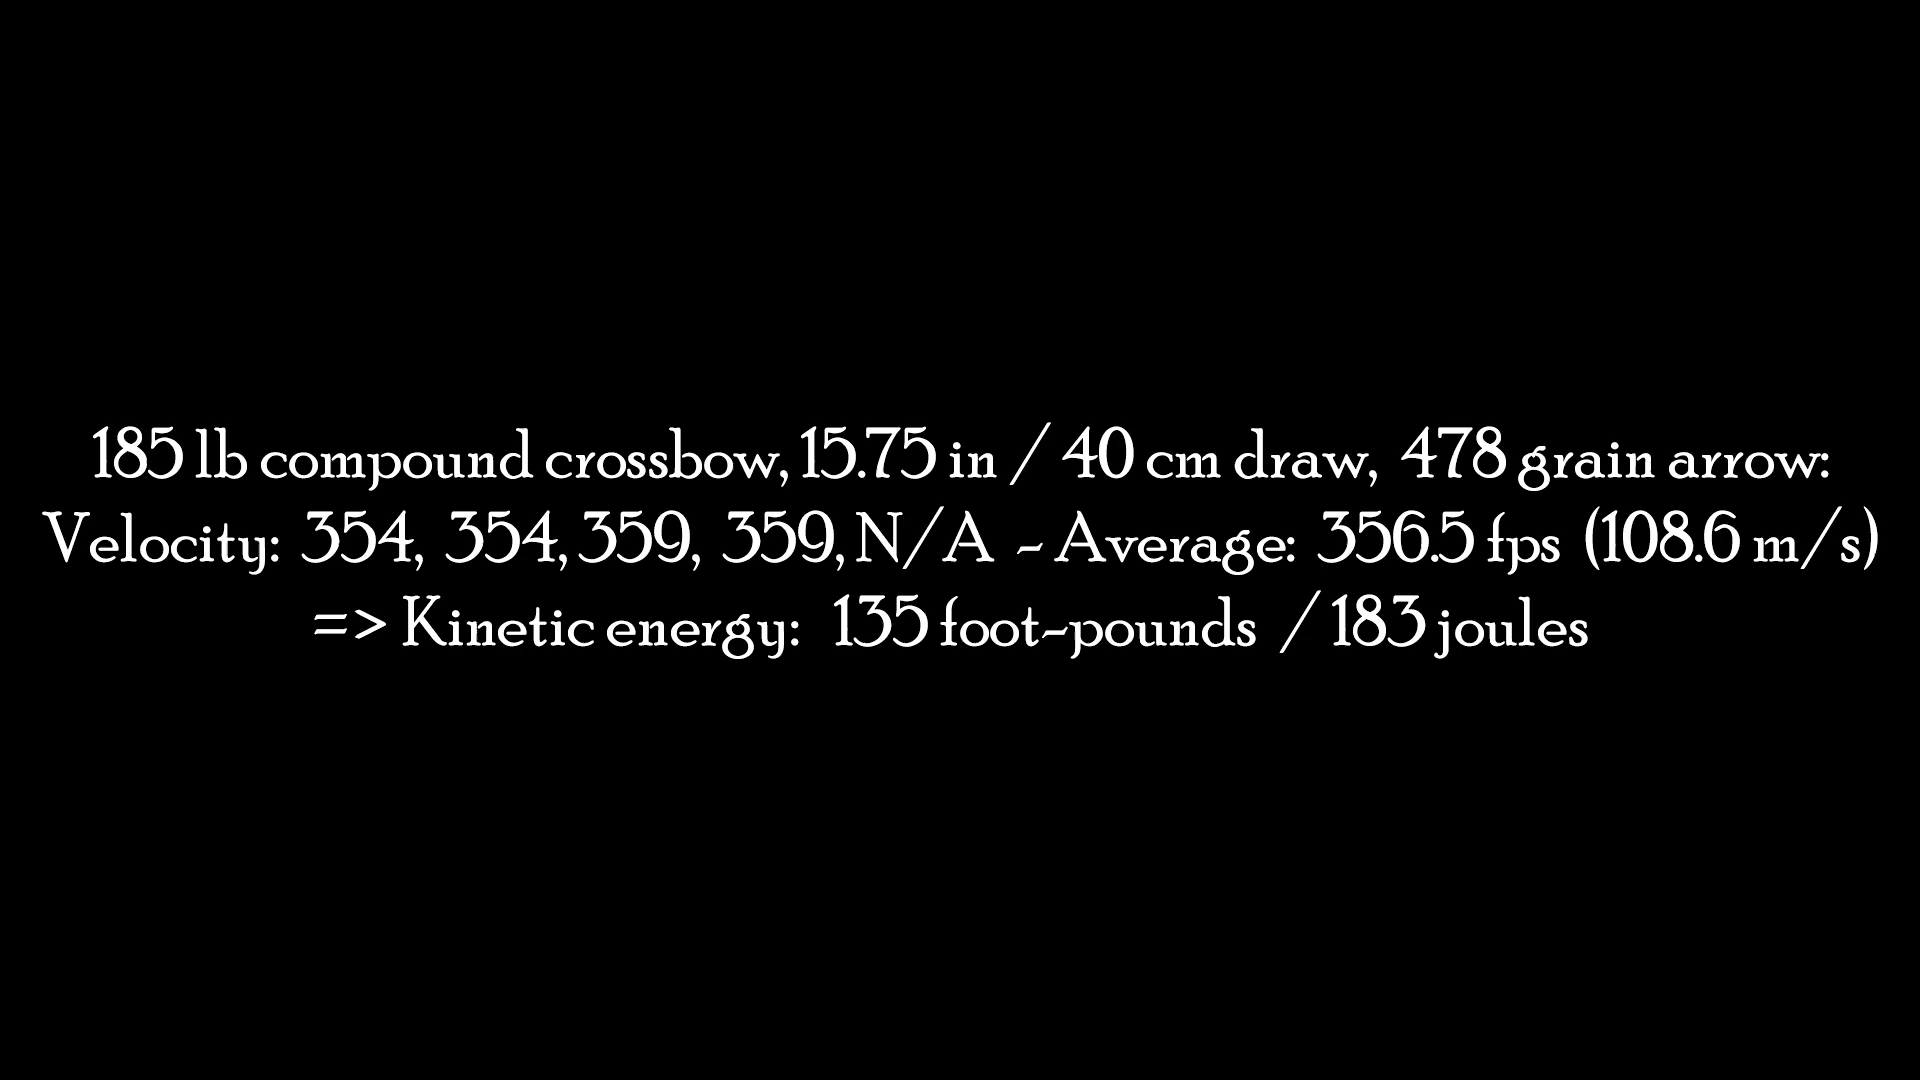 185 lb compound crossbow, 15.75 in / 40 cm draw, 478 grain arrow:
Velocity: 354, 354, 359, 359, N/A - Average: 356.5 fps (108.6 m/s)
=> Kinetic energy: 135 foot-pounds / 183 joules